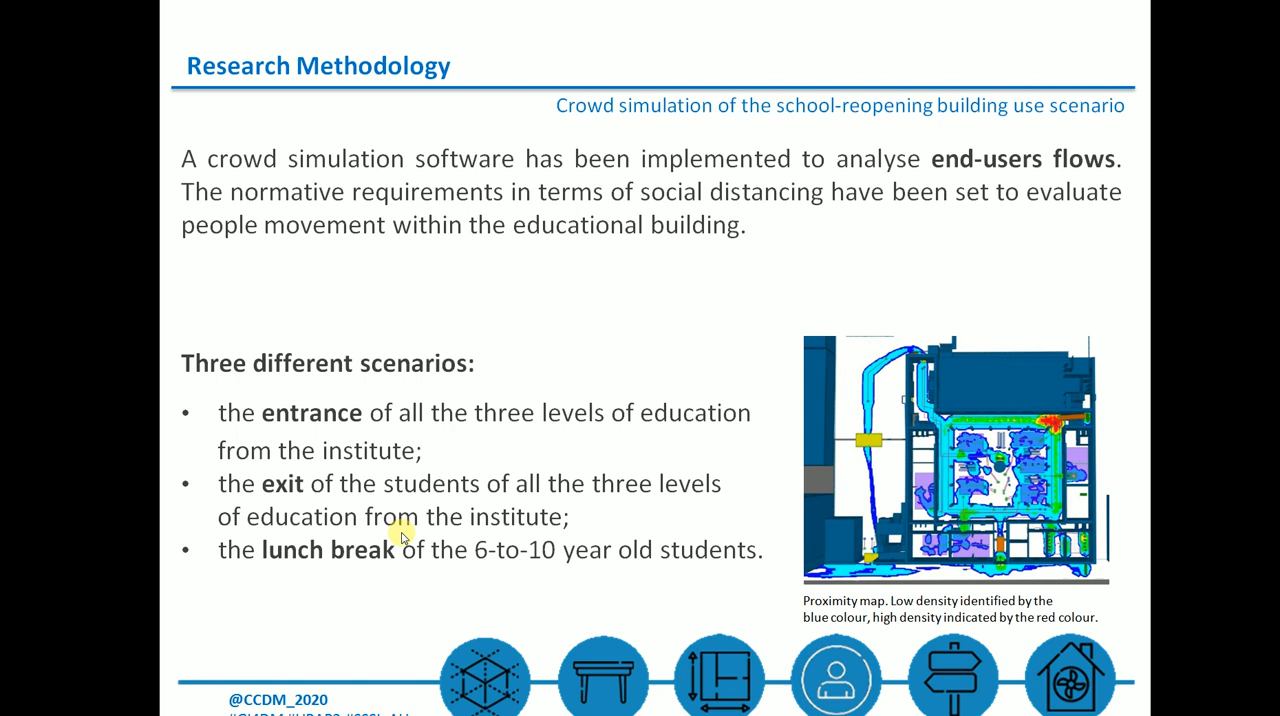 Research Methodology
Crowd simulation of the school-reopening building use scenario
A crowd simulation software has been implemented to analyse end-users flows.
The normative requirements in terms of social distancing have been set to evaluate
people movement within the educational building.
Three different scenarios:
• the entrance of all the three levels of education
from the institute;
• the exit of the students of all the three levels
of education from the institute;
• the lunch break of the 6-to-10 year old students.
Proximity map. Low density identified by the
blue colour, high density indicated by the red colour.
@CCDM_2020